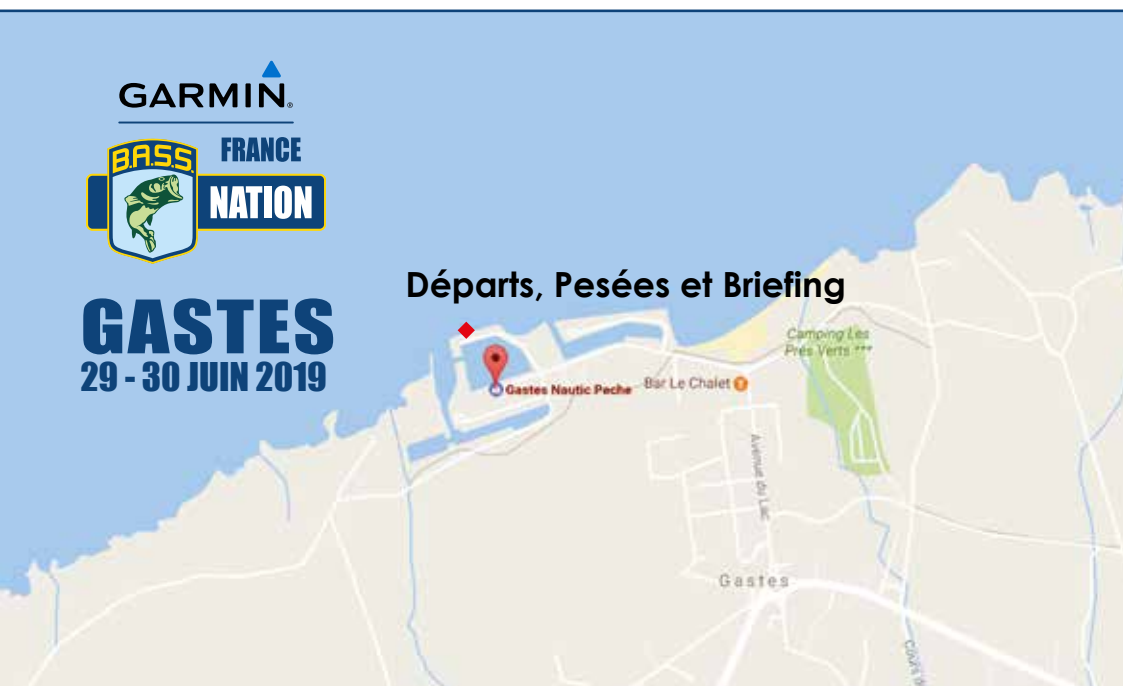 GARMIN®
B.A.S.S.
FRANCE
NATION
GASTES
29 - 30 JUIN 2019
Départs, Pesées et Briefing
Camping Les
Prés Verts ***
Gastes Nautic Peche
Bar Le Chalet
Avenue du Lac
Gastes
Cours